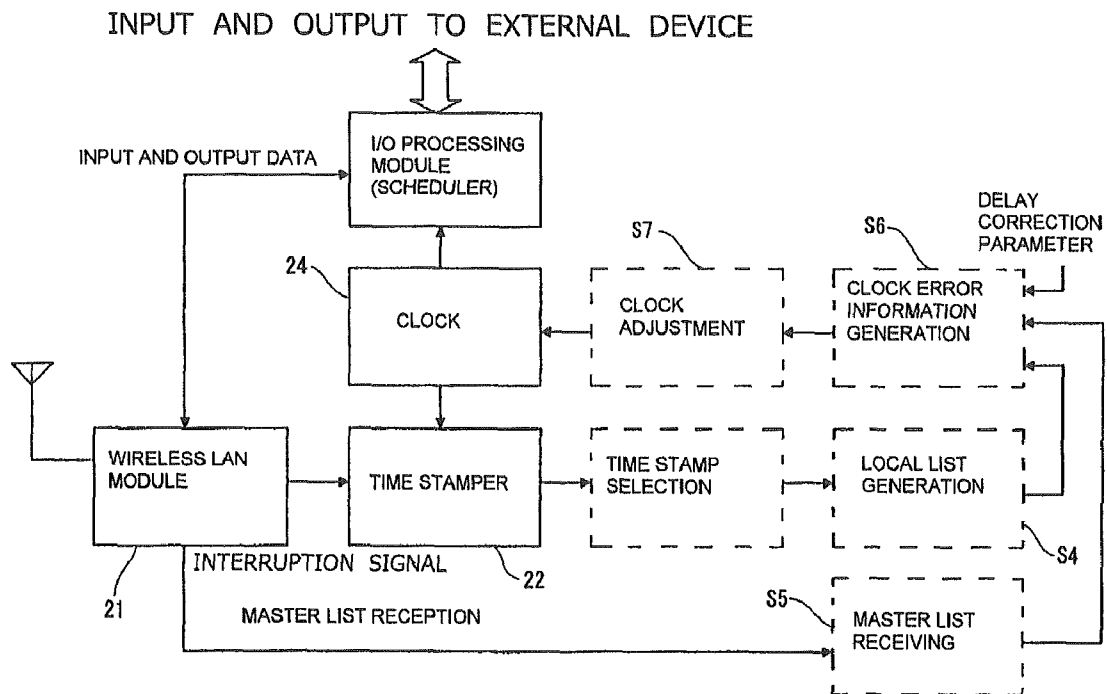 INPUT AND OUTPUT TO EXTERNAL DEVICE
I/O PROCESSING
MODULE
(SCHEDULER)
INPUT AND OUTPUT DATA
DELAY
CORRECTION
PARAMETER
S7
S6
24
CLOCK
CLOCK
ADJUSTMENT
CLOCK ERROR
INFORMATION
GENERATION
WIRELESS LAN
MODULE
TIME STAMPER
TIME STAMP
SELECTION
LOCAL LIST
GENERATION
INTERRUPTION SIGNAL
21
22
S4
MASTER LIST RECEPTION
S5
MASTER LIST
RECEIVING